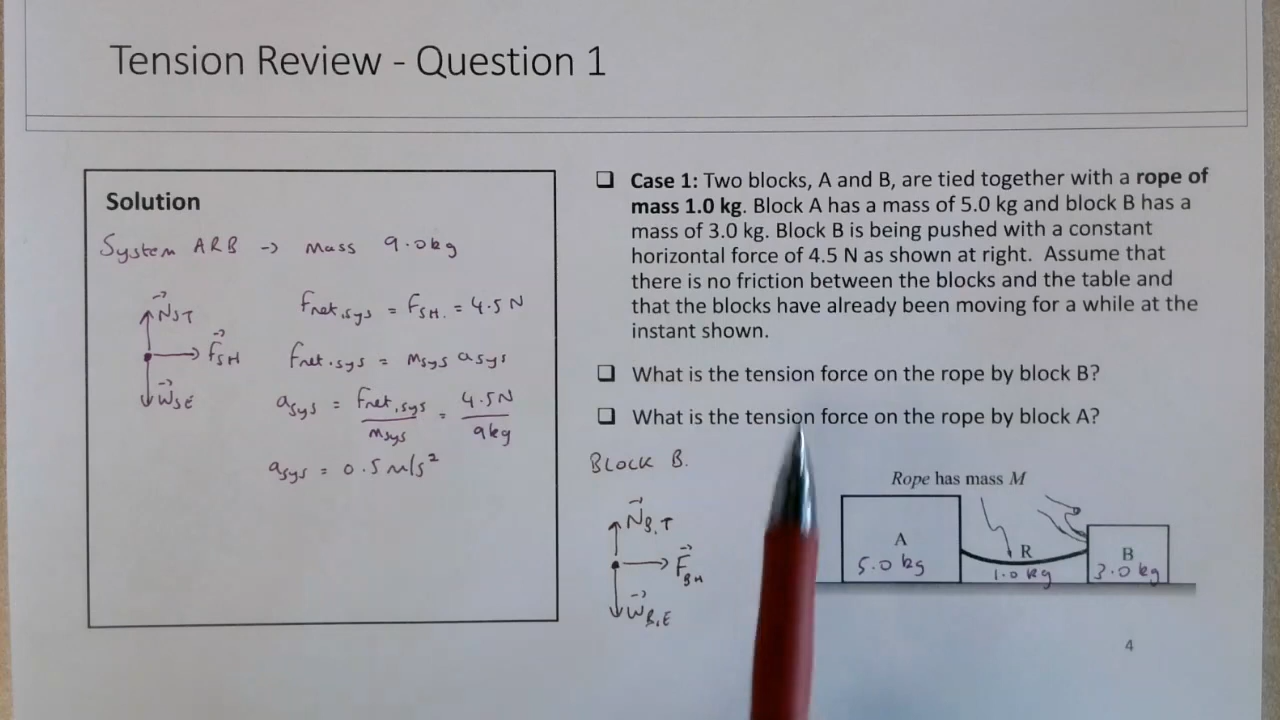 Tension Review - Question 1
Solution
System ARB → Mass 9.0kg
N⃗ST
F⃗SH
W⃗SE
Fnet,sys = FSH. = 4.5 N
Fnet.sys = Msys asys
asys = Fnet,sys / Msys = 4.5N / 9kg
asys = 0.5 m/s²
❑ Case 1: Two blocks, A and B, are tied together with a rope of
mass 1.0 kg. Block A has a mass of 5.0 kg and block B has a
mass of 3.0 kg. Block B is being pushed with a constant
horizontal force of 4.5 N as shown at right. Assume that
there is no friction between the blocks and the table and
that the blocks have already been moving for a while at the
instant shown.
❑ What is the tension force on the rope by block B?
❑ What is the tension force on the rope by block A?
BLOCK B.
N⃗B,T
F⃗BH
W⃗B,E
Rope has mass M
A
5.0 kg
R
1.0 kg
B
3.0 kg
4